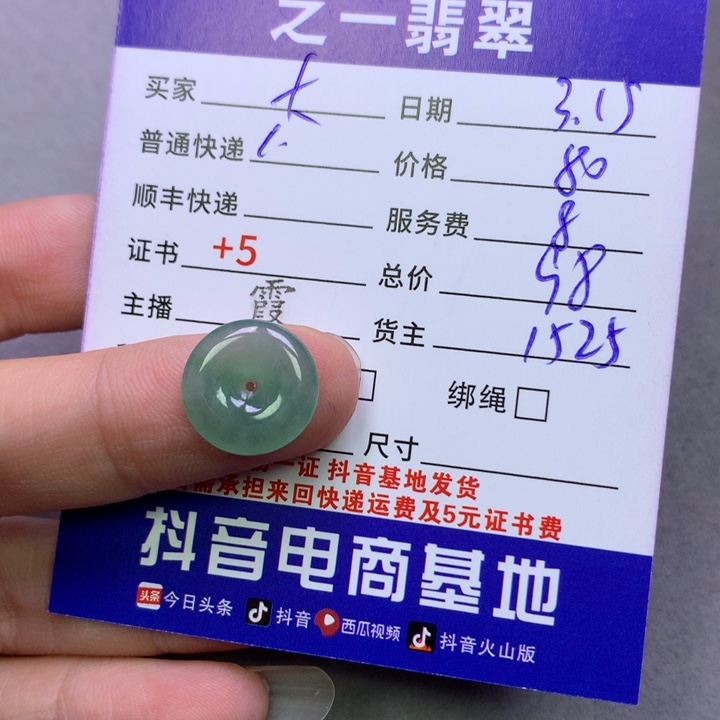 之一翡翠
买家 大 日期 3.15
普通快递 价格 80
顺丰快递 服务费 8
证书 +5 总价 98
主播 霞 货主 1525
绑绳
尺寸
一证 抖音基地发货
需承担来回快递运费及5元证书费
抖音电商基地
头条 今日头条 抖音 西瓜视频 抖音火山版